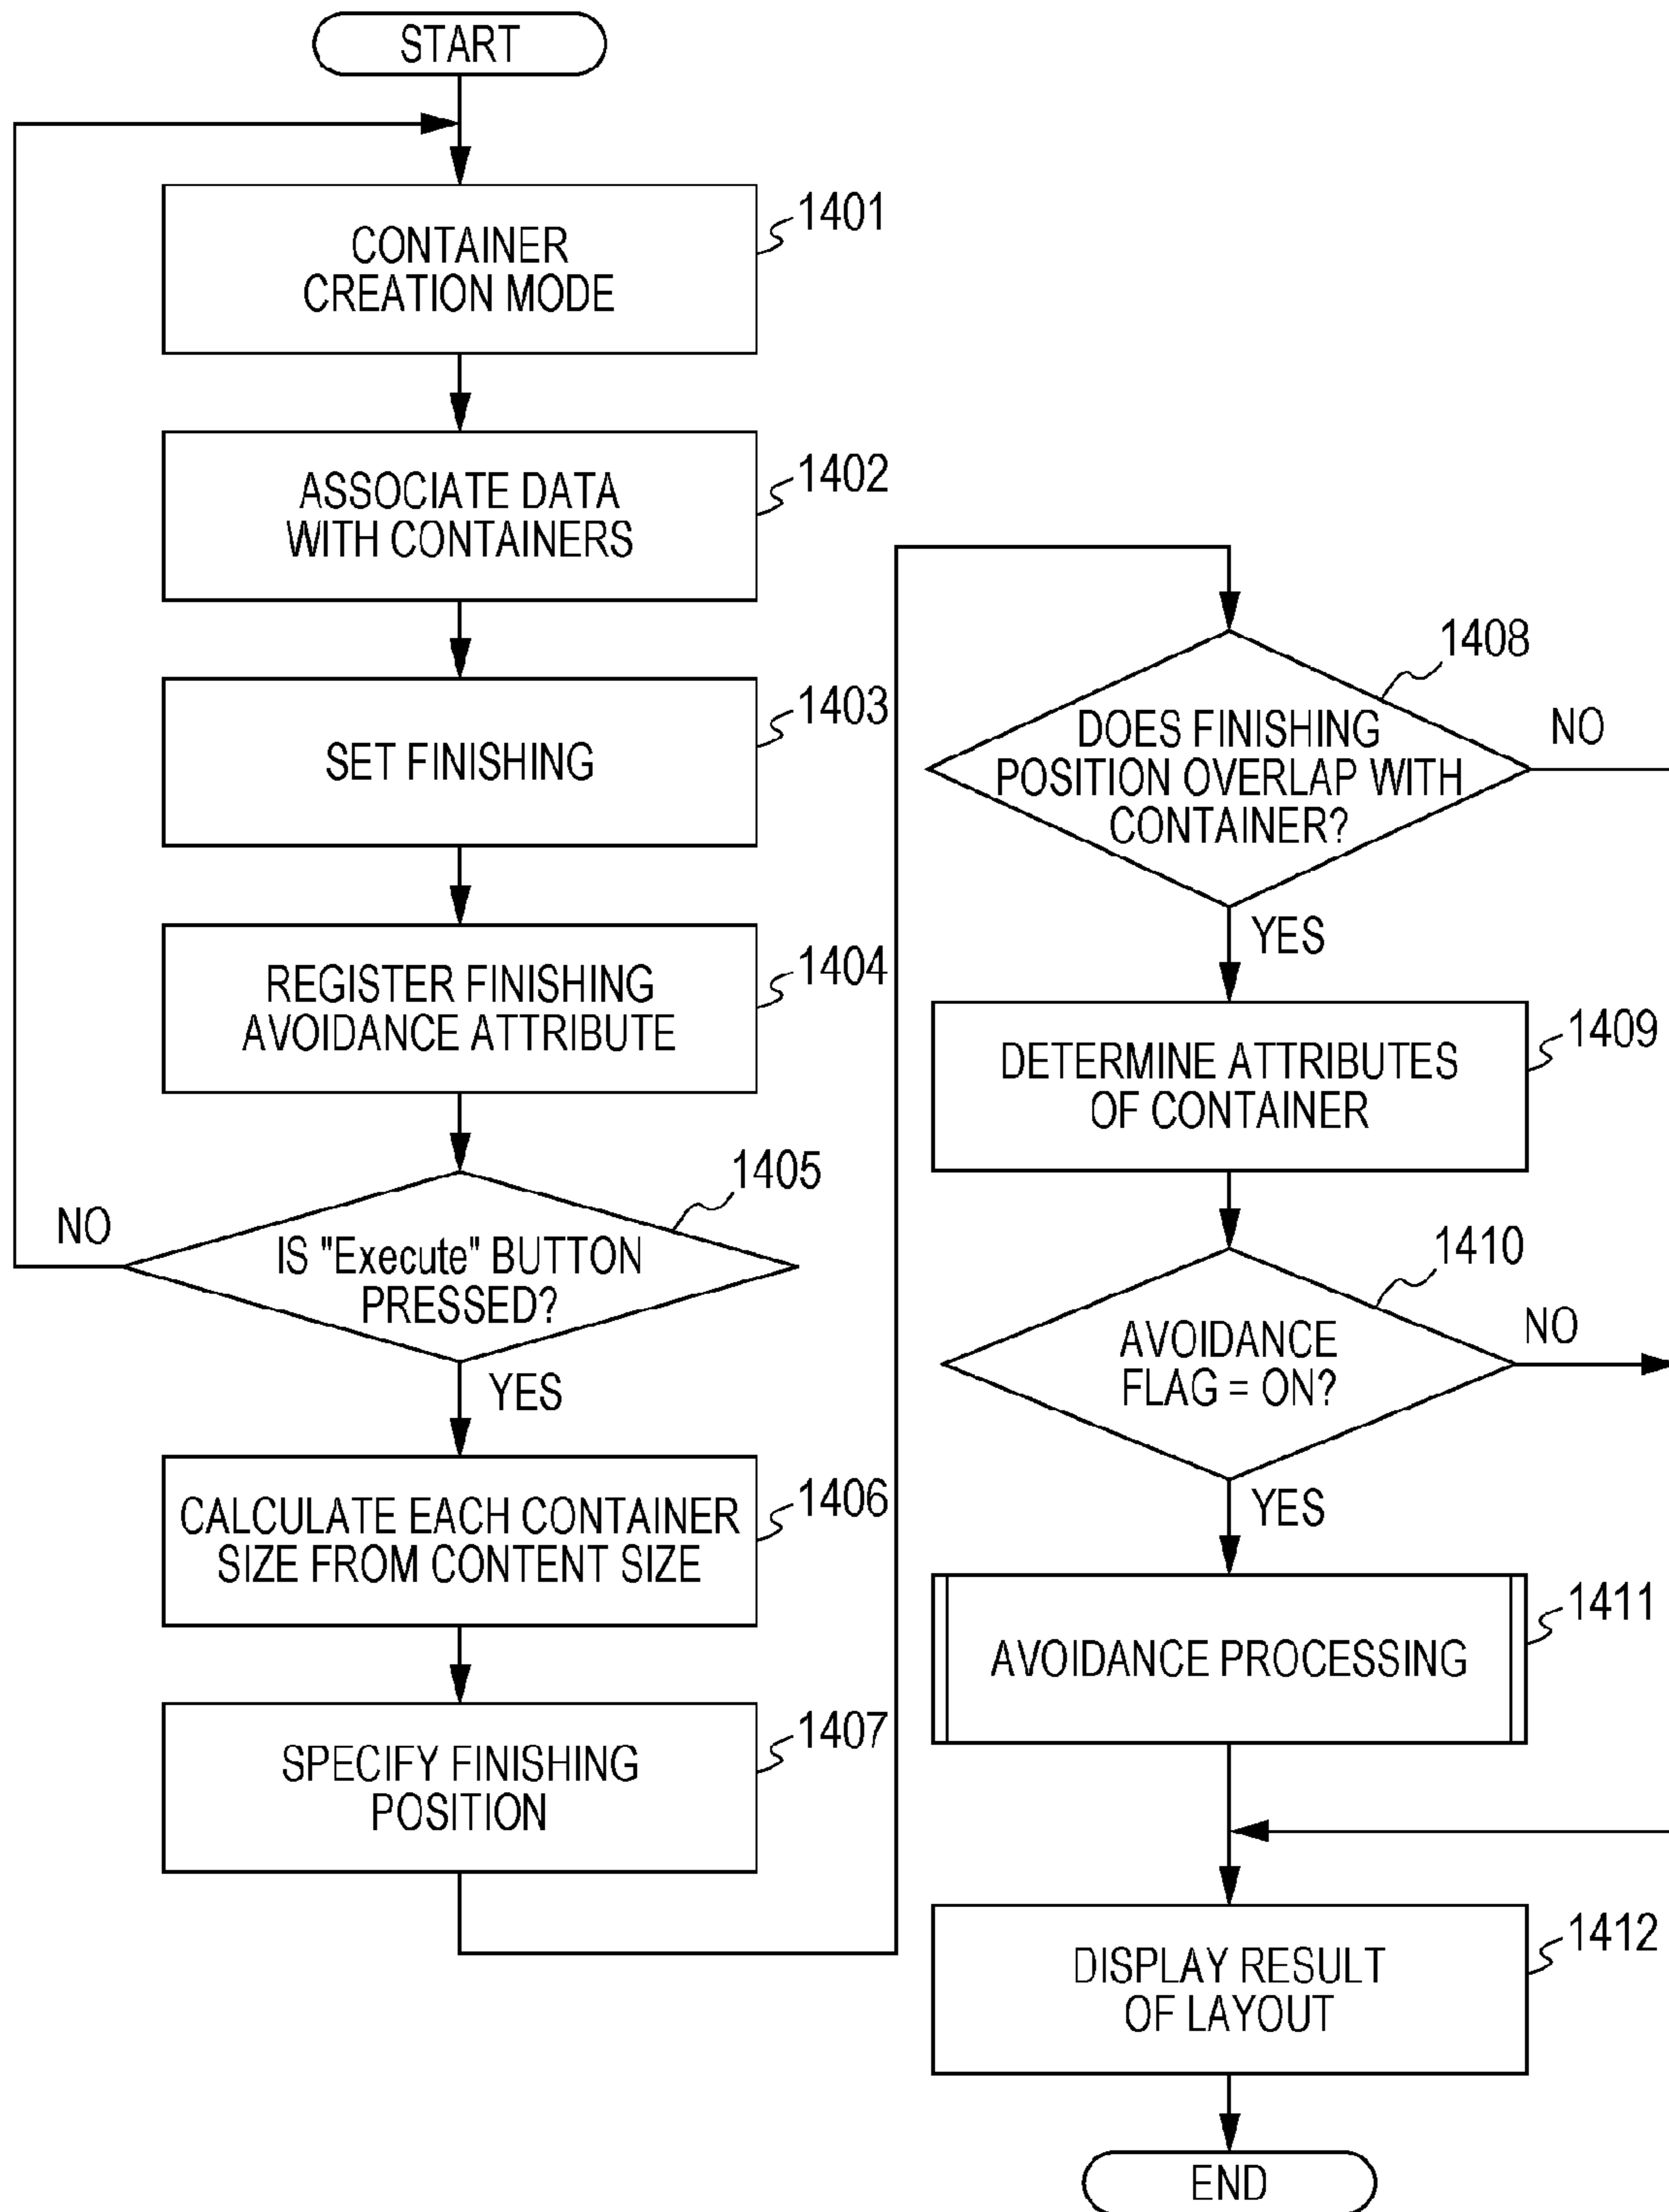 START
1401
CONTAINER
CREATION MODE
1402
ASSOCIATE DATA
WITH CONTAINERS
1403
SET FINISHING
1404
REGISTER FINISHING
AVOIDANCE ATTRIBUTE
1405
NO
IS "Execute" BUTTON
PRESSED?
YES
1406
CALCULATE EACH CONTAINER
SIZE FROM CONTENT SIZE
1407
SPECIFY FINISHING
POSITION
1408
NO
DOES FINISHING
POSITION OVERLAP WITH
CONTAINER?
YES
1409
DETERMINE ATTRIBUTES
OF CONTAINER
1410
NO
AVOIDANCE
FLAG = ON?
YES
1411
AVOIDANCE PROCESSING
1412
DISPLAY RESULT
OF LAYOUT
END